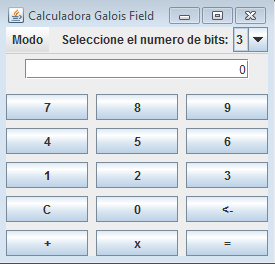 Calculadora Galois Field
Modo Seleccione el numero de bits: 3
0
7 8 9
4 5 6
1 2 3
C 0 <-
+ x =